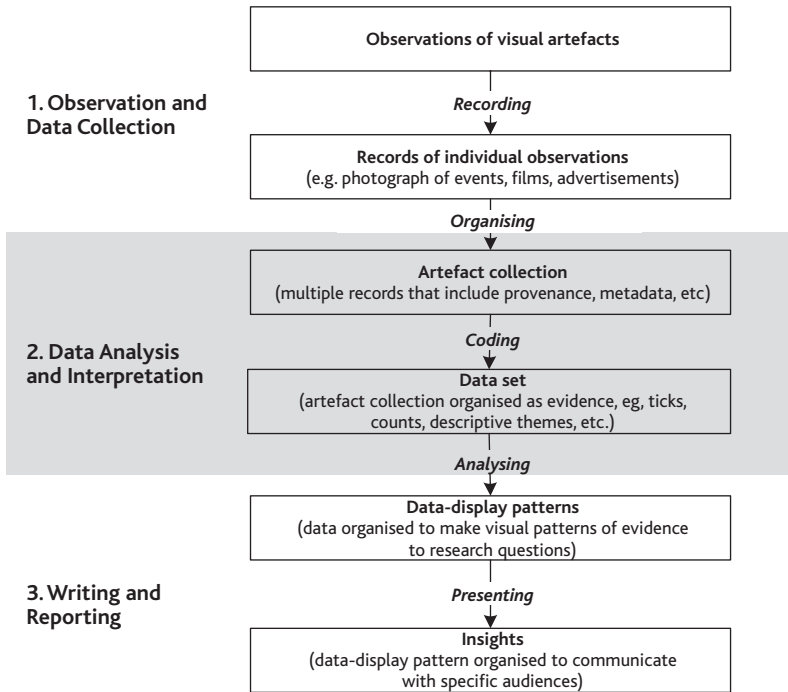 Observations of visual artefacts
1. Observation and
Data Collection
Recording
Records of individual observations
(e.g. photograph of events, films, advertisements)
Organising
Artefact collection
(multiple records that include provenance, metadata, etc)
Coding
2. Data Analysis
and Interpretation
Data set
(artefact collection organised as evidence, eg, ticks,
counts, descriptive themes, etc.)
Analysing
Data-display patterns
(data organised to make visual patterns of evidence
to research questions)
3. Writing and
Reporting
Presenting
Insights
(data-display pattern organised to communicate
with specific audiences)